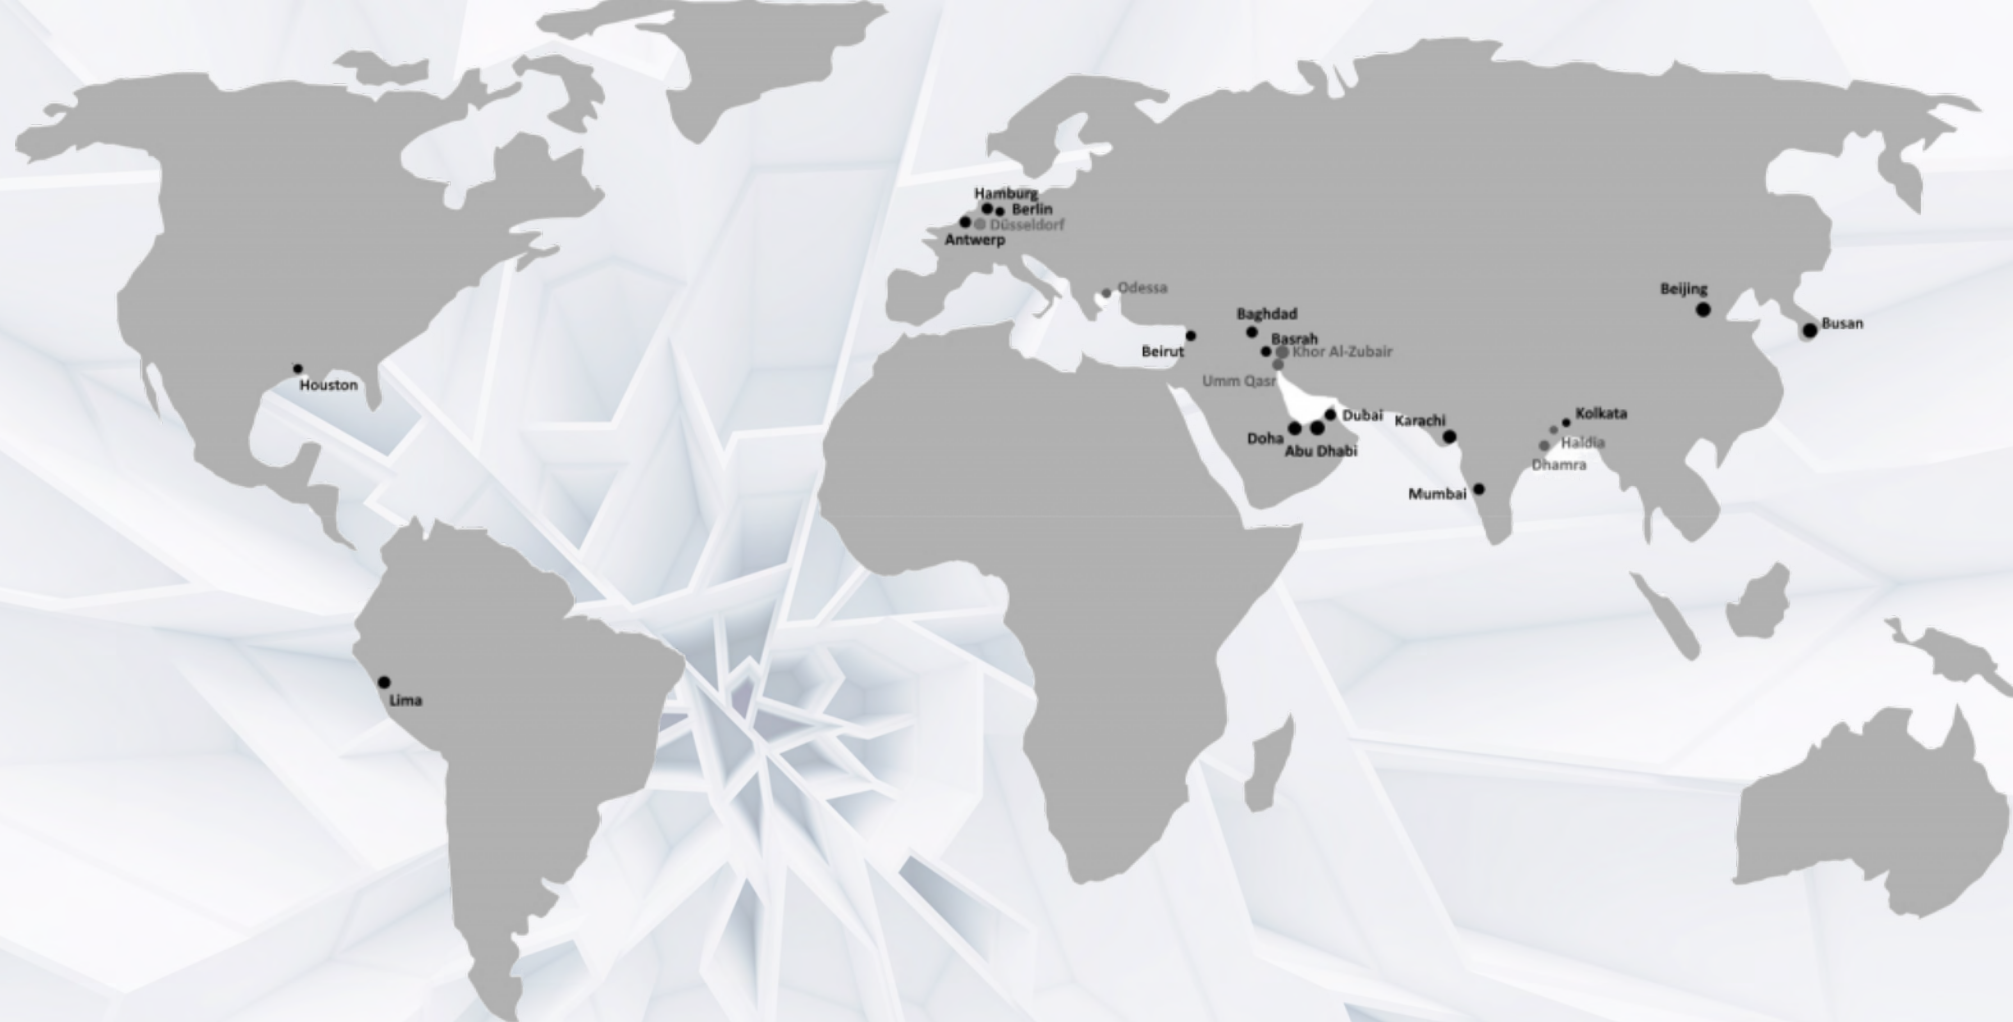 Hamburg
Berlin
Düsseldorf
Antwerp
Odessa
Beijing
Baghdad
Busan
Basrah
Beirut
Khor Al-Zubair
Umm Qasr
Houston
Dubai
Karachi
Kolkata
Doha
Haldia
Abu Dhabi
Dhamra
Mumbai
Lima